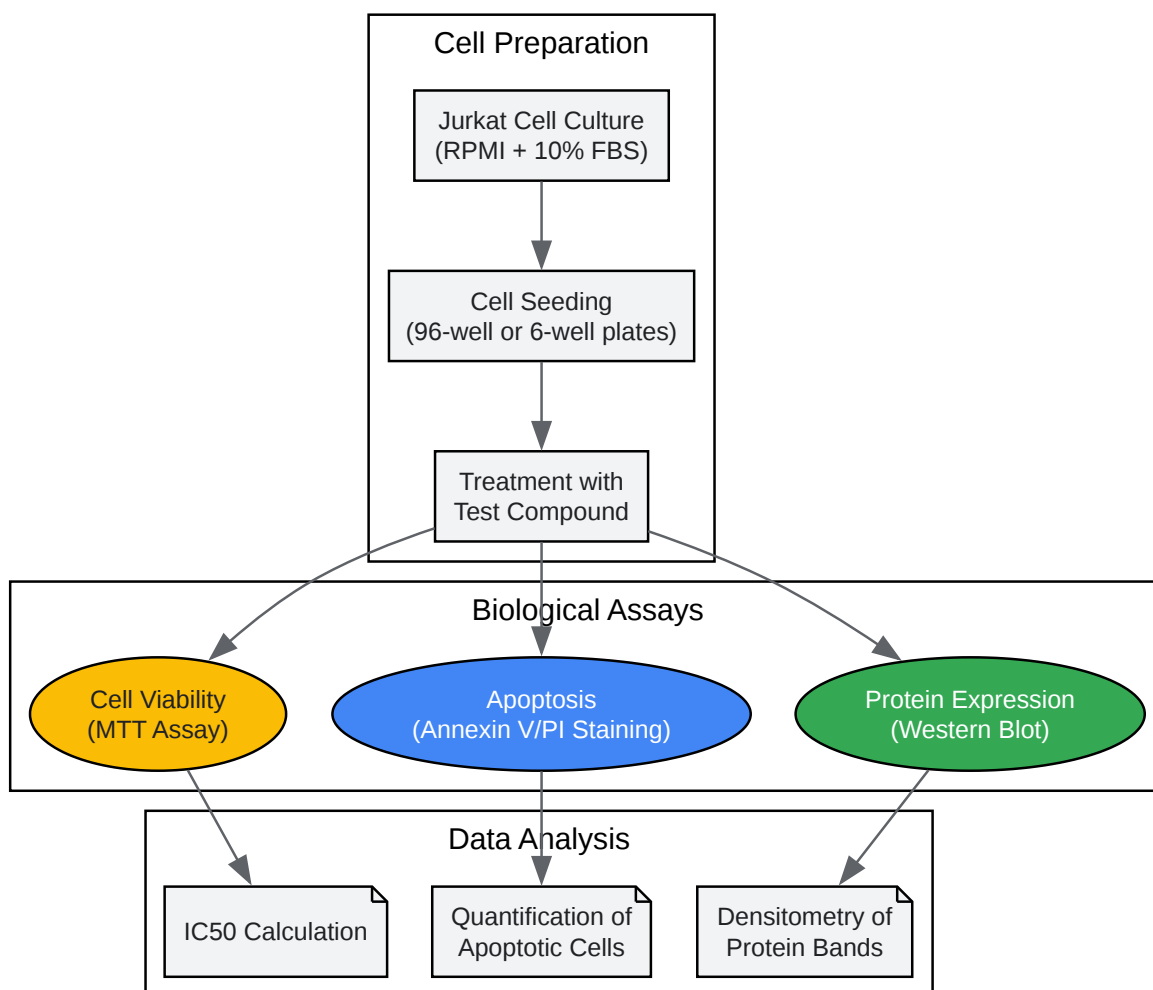 Cell Preparation
Jurkat Cell Culture
(RPMI + 10% FBS)
Cell Seeding
(96-well or 6-well plates)
Treatment with
Test Compound
Biological Assays
Cell Viability
(MTT Assay)
Apoptosis
(Annexin V/PI Staining)
Protein Expression
(Western Blot)
Data Analysis
IC50 Calculation
Quantification of
Apoptotic Cells
Densitometry of
Protein Bands